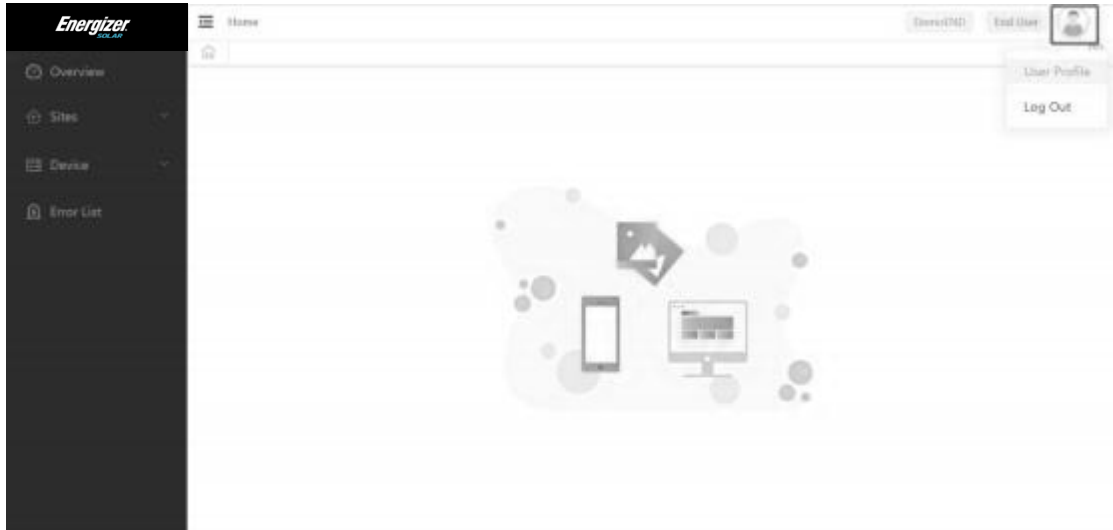 Energizer
SOLAR
Home
End User
Overview
User Profile
Sites
Log Out
Device
Error List